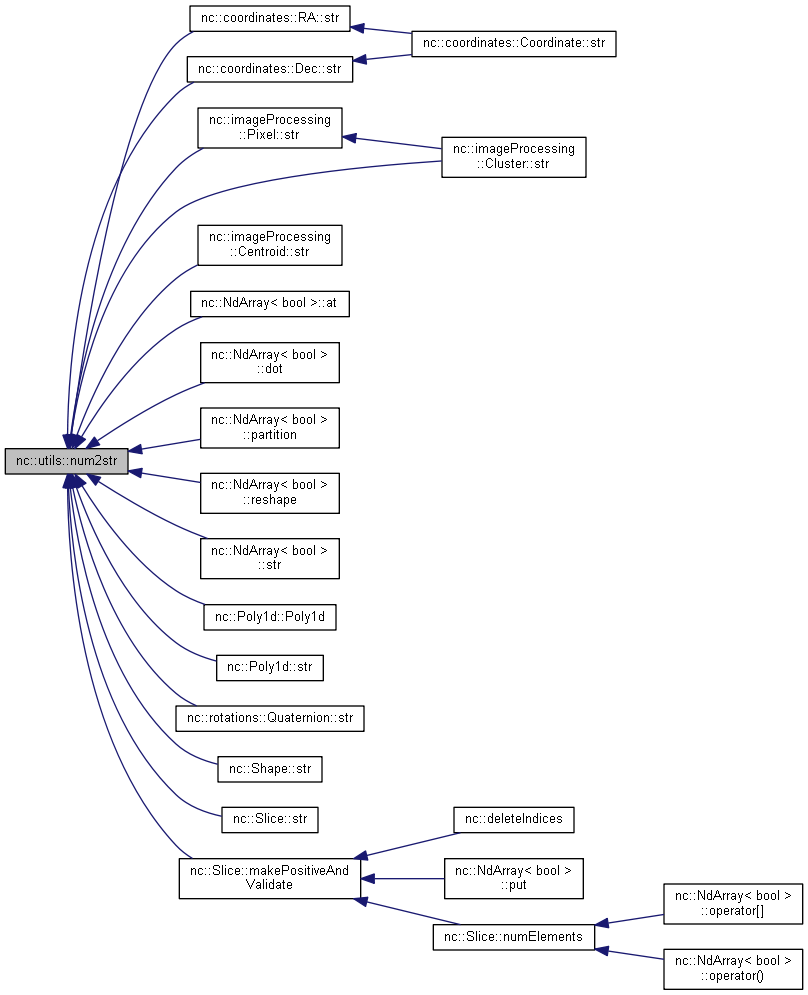 nc::coordinates::RA::str
nc::coordinates::Coordinate::str
nc::coordinates::Dec::str
nc::imageProcessing
::Pixel::str
nc::imageProcessing
::Cluster::str
nc::imageProcessing
::Centroid::str
nc::NdArray< bool >::at
nc::NdArray< bool >
::dot
nc::NdArray< bool >
::partition
nc::utils::num2str
nc::NdArray< bool >
::reshape
nc::NdArray< bool >
::str
nc::Poly1d::Poly1d
nc::Poly1d::str
nc::rotations::Quaternion::str
nc::Shape::str
nc::Slice::str
nc::deleteIndices
nc::Slice::makePositiveAnd
Validate
nc::NdArray< bool >
::put
nc::Slice::numElements
nc::NdArray< bool >
::operator[]
nc::NdArray< bool >
::operator()